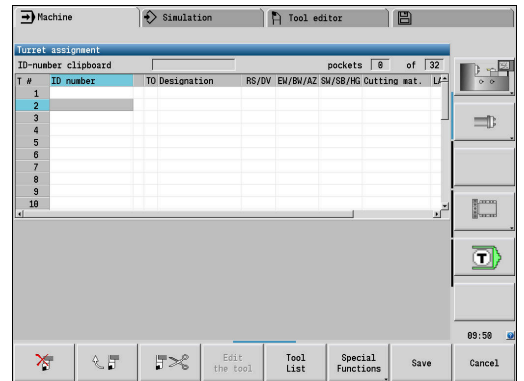 Machine Simulation Tool editor
Turret assignment
ID-number clipboard pockets 0 of 32
T # ID number TO Designation RS/DV EW/BW/AZ SW/SB/HG Cutting mat. LA
1
2
3
4
5
6
7
8
9
10
T
09:50
Edit the tool Tool List Special Functions Save Cancel